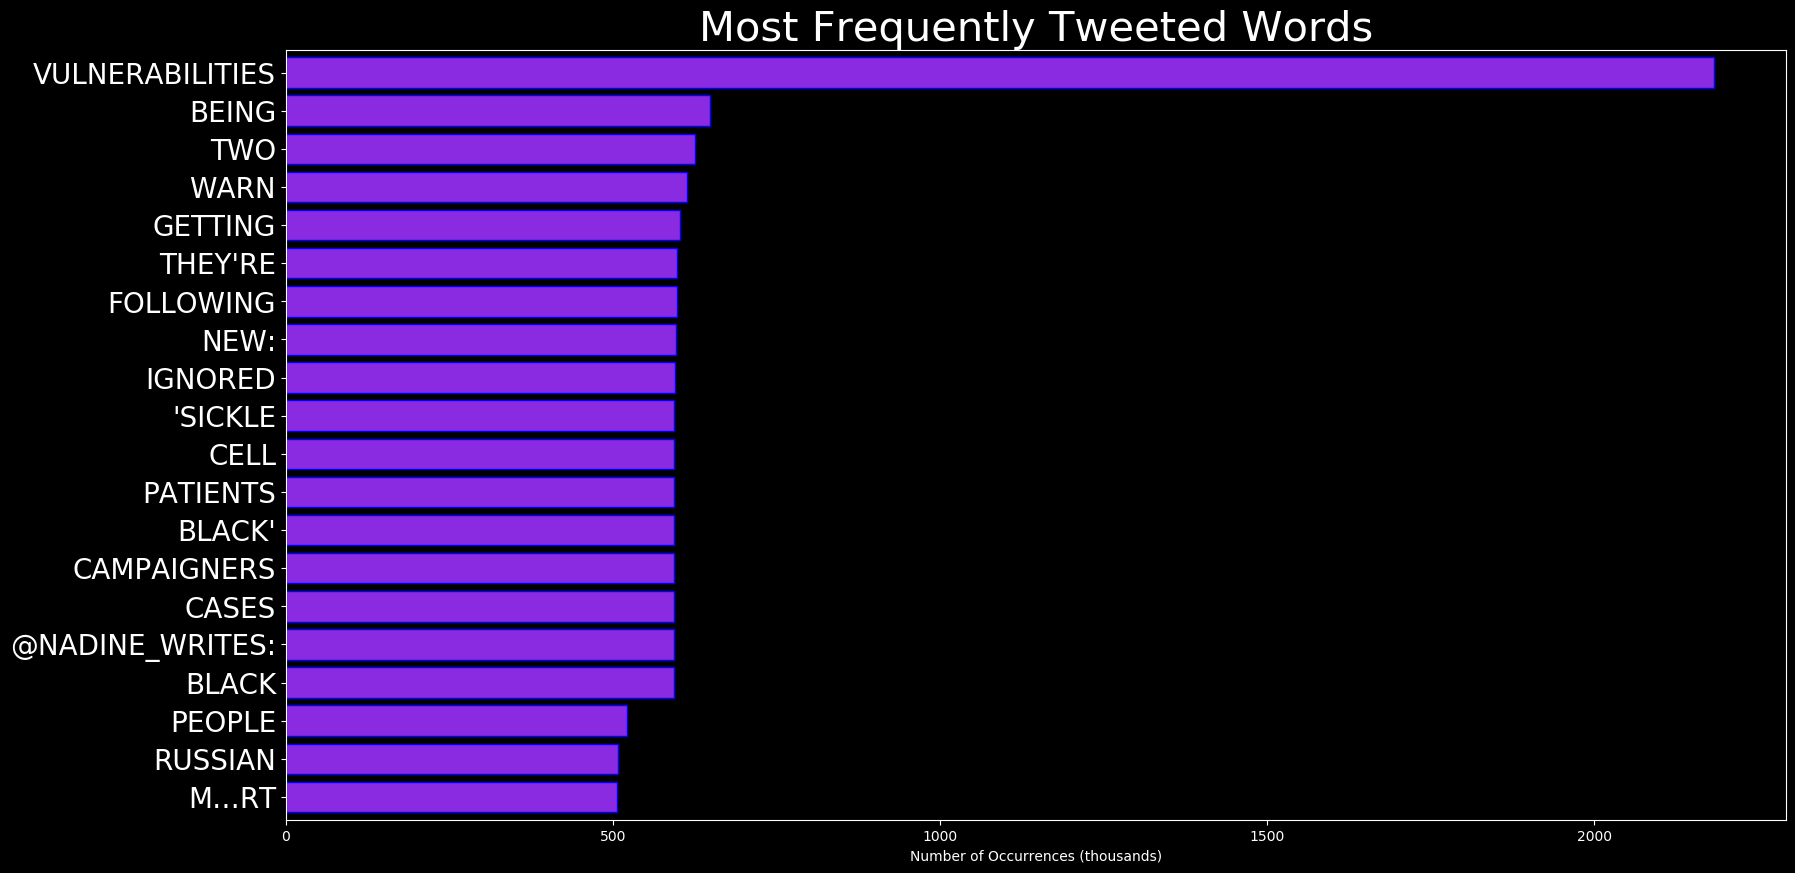 Most Frequently Tweeted Words
VULNERABILITIES
BEING
TWO
WARN
GETTING
THEY'RE
FOLLOWING
NEW:
IGNORED
'SICKLE
CELL
PATIENTS
BLACK'
CAMPAIGNERS
CASES
@NADINE_WRITES:
BLACK
PEOPLE
RUSSIAN
M…RT
0 500 1000 1500 2000
Number of Occurrences (thousands)